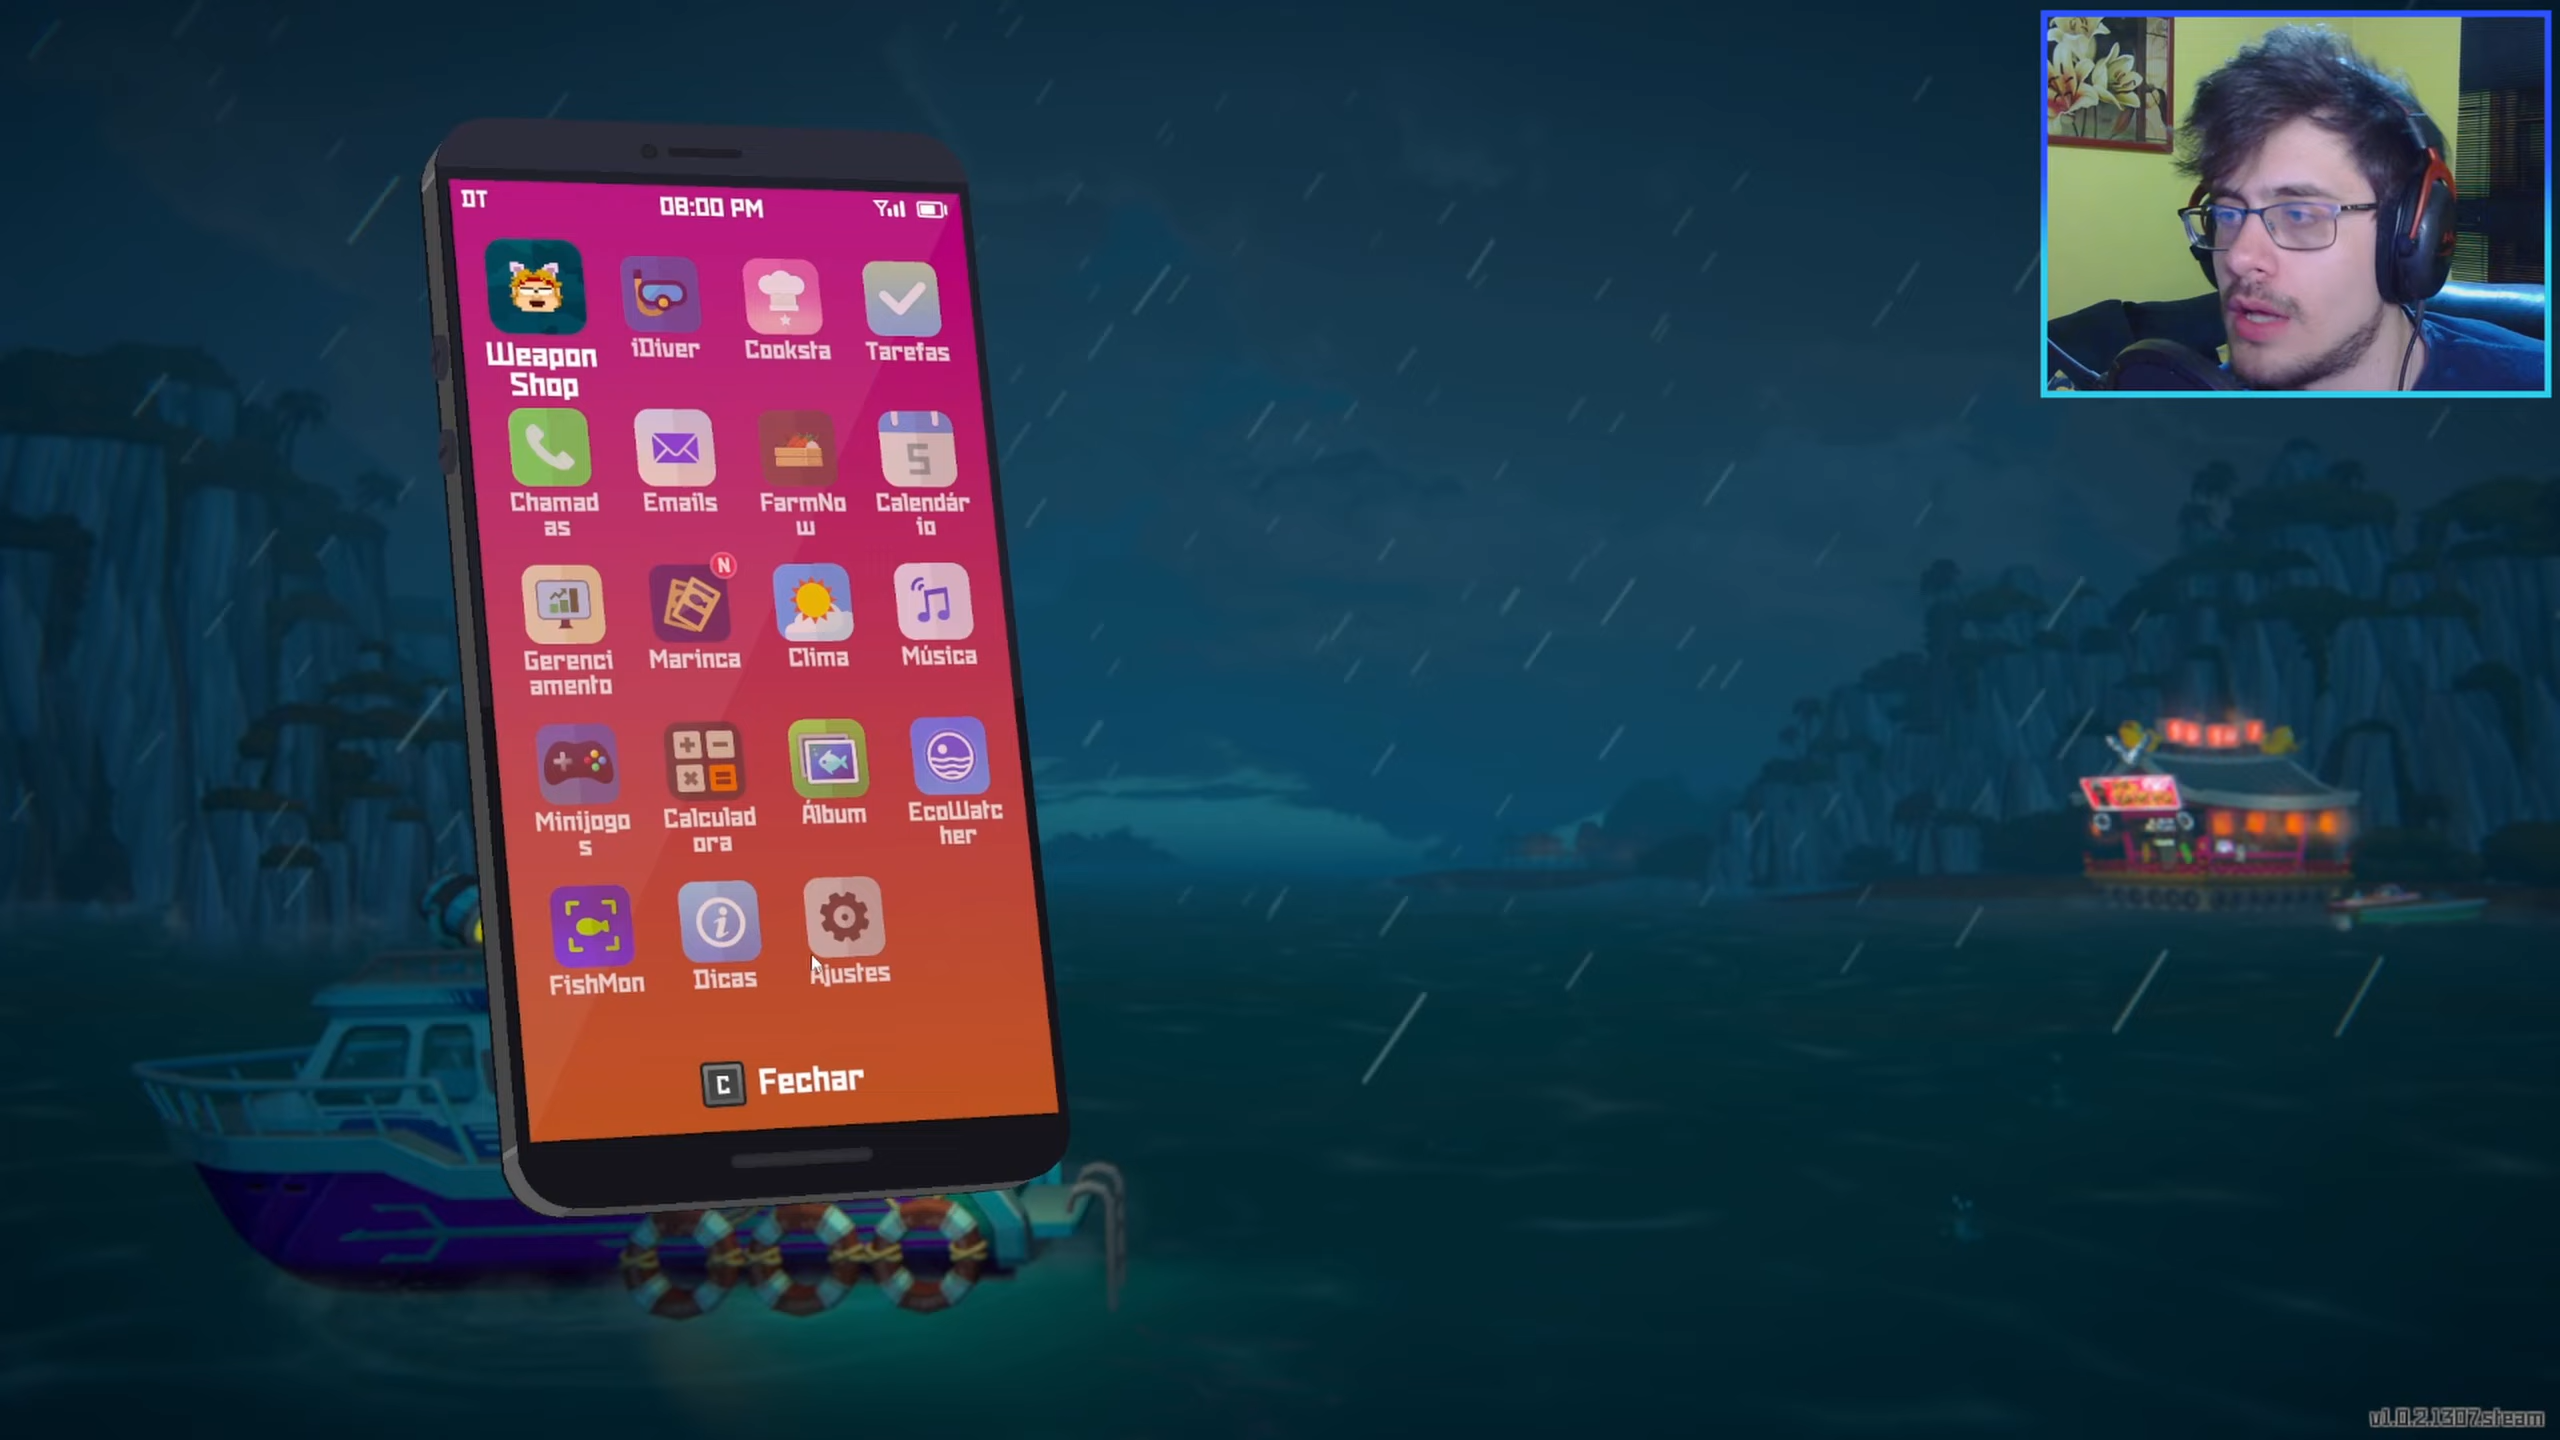 DT
08:00 PM
Weapon
Shop
iDiver
Cooksta
Tarefas
Chamad
as
Emails
FarmNo
w
5
Calendár
io
N
Gerenci
amento
Marinca
Clima
Música
Minijogo
s
Calculad
ora
Álbum
EcoWatc
her
FishMon
i
Dicas
Ajustes
C Fechar
v1.0.2.1307.steam